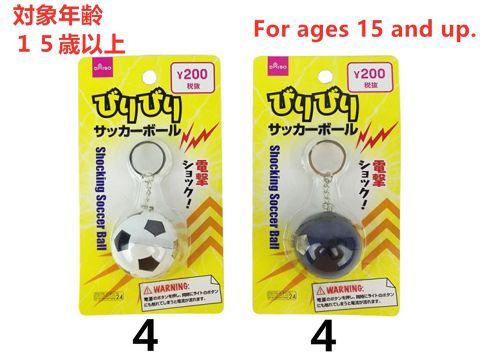 対象年齢
１５歳以上
For ages 15 and up.
DAISO
¥200
税抜
びりびり
サッカーボール
電撃
ショック！
Shocking Soccer Ball
⚠WARNING:
4
DAISO
¥200
税抜
びりびり
サッカーボール
電撃
ショック！
Shocking Soccer Ball
⚠WARNING:
4